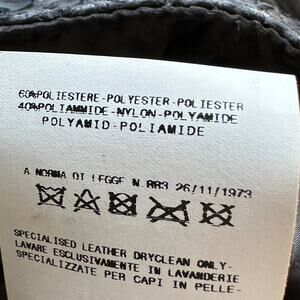 60%POLIESTERE-POLYESTER-POLIESTER
40%POLIAMMIDE-NYLON-POLYAMIDE
POLYAMID-POLIAMIDE
A NORMA DI LEGGE N.883 26/11/1973
SPECIALISED LEATHER DRYCLEAN ONLY-
LAVARE ESCLUSIVAMENTE IN LAVANDERIE
SPECIALIZZATE PER CAPI IN PELLE-